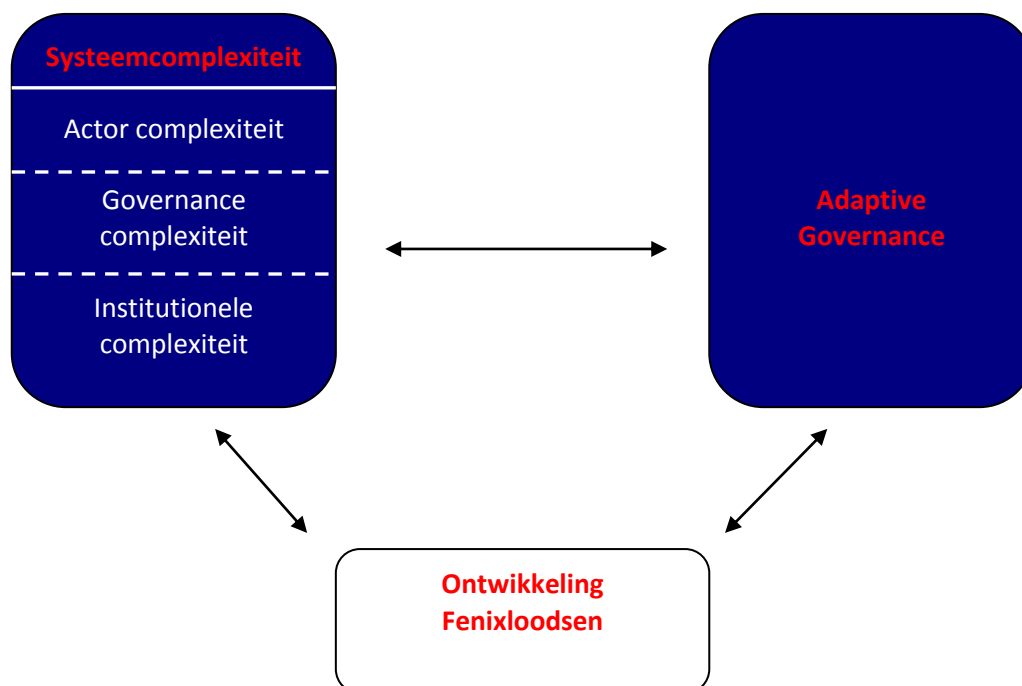 Systeemcomplexiteit
Actor complexiteit
Governance
complexiteit
Institutionele
complexiteit
Adaptive
Governance
Ontwikkeling
Fenixloodsen